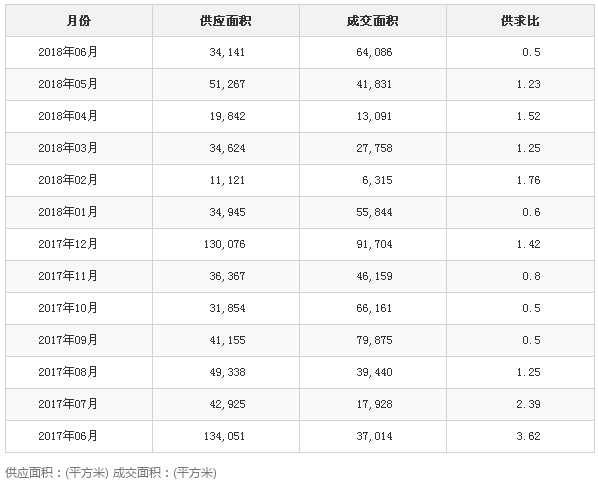 月份 供应面积 成交面积 供求比
2018年06月 34,141 64,086 0.5
2018年05月 51,267 41,831 1.23
2018年04月 19,842 13,091 1.52
2018年03月 34,624 27,758 1.25
2018年02月 11,121 6,315 1.76
2018年01月 34,945 55,844 0.6
2017年12月 130,076 91,704 1.42
2017年11月 36,367 46,159 0.8
2017年10月 31,854 66,161 0.5
2017年09月 41,155 79,875 0.5
2017年08月 49,338 39,440 1.25
2017年07月 42,925 17,928 2.39
2017年06月 134,051 37,014 3.62
供应面积：(平方米) 成交面积：(平方米)